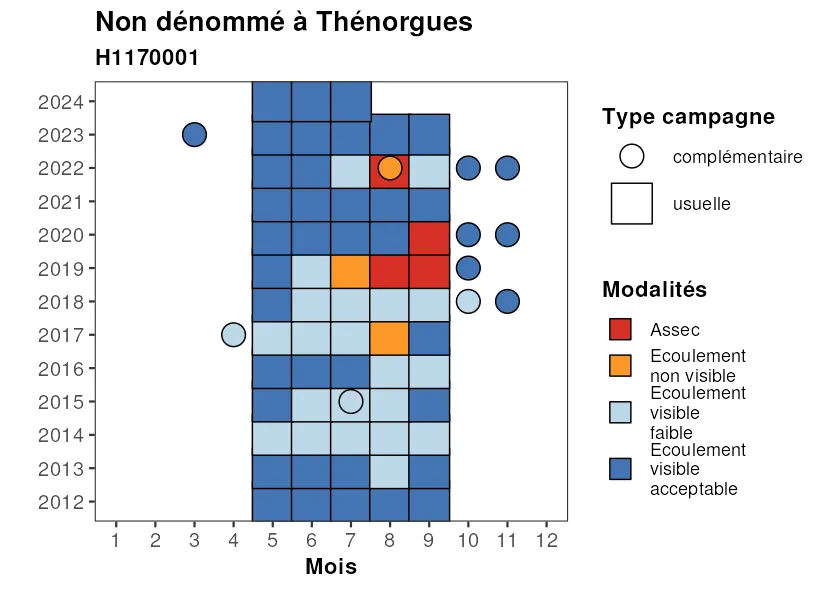 Non dénommé à Thénorgues
H1170001
2024
2023
2022
2021
2020
2019
2018
2017
2016
2015
2014
2013
2012
1 2 3 4 5 6 7 8 9 10 11 12
Mois
Type campagne
complémentaire
usuelle
Modalités
Assec
Ecoulement
non visible
Ecoulement
visible
faible
Ecoulement
visible
acceptable